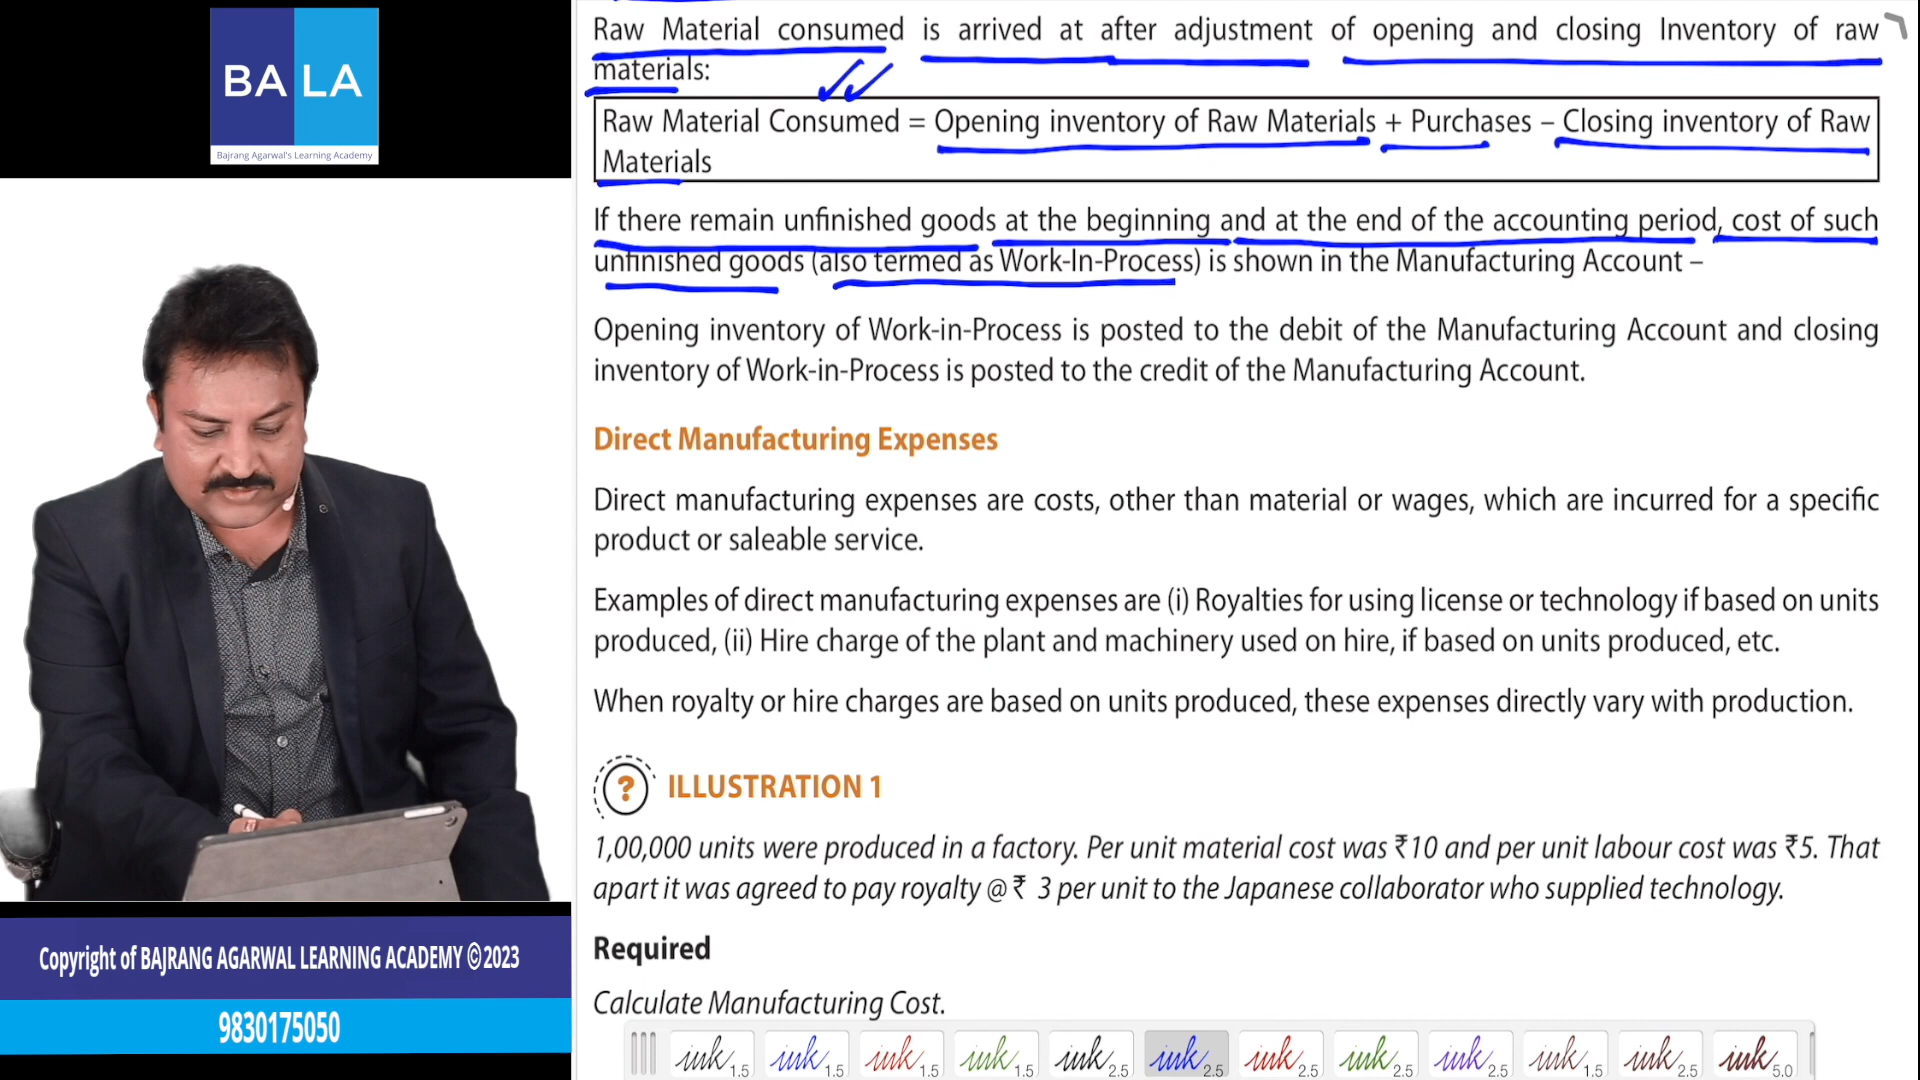 BA LA
Bajrang Agarwal's Learning Academy
Raw Material consumed is arrived at after adjustment of opening and closing Inventory of raw
materials:
Raw Material Consumed = Opening inventory of Raw Materials + Purchases – Closing inventory of Raw
Materials
If there remain unfinished goods at the beginning and at the end of the accounting period, cost of such
unfinished goods (also termed as Work-In-Process) is shown in the Manufacturing Account –
Opening inventory of Work-in-Process is posted to the debit of the Manufacturing Account and closing
inventory of Work-in-Process is posted to the credit of the Manufacturing Account.
Direct Manufacturing Expenses
Direct manufacturing expenses are costs, other than material or wages, which are incurred for a specific
product or saleable service.
Examples of direct manufacturing expenses are (i) Royalties for using license or technology if based on units
produced, (ii) Hire charge of the plant and machinery used on hire, if based on units produced, etc.
When royalty or hire charges are based on units produced, these expenses directly vary with production.
? ILLUSTRATION 1
1,00,000 units were produced in a factory. Per unit material cost was ₹10 and per unit labour cost was ₹5. That
apart it was agreed to pay royalty @ ₹ 3 per unit to the Japanese collaborator who supplied technology.
Required
Calculate Manufacturing Cost.
ink 1.5 ink 1.5 ink 1.5 ink 1.5 ink 2.5 ink 2.5 ink 2.5 ink 2.5 ink 2.5 ink 1.5 ink 2.5 ink 5.0
Copyright of BAJRANG AGARWAL LEARNING ACADEMY © 2023
9830175050